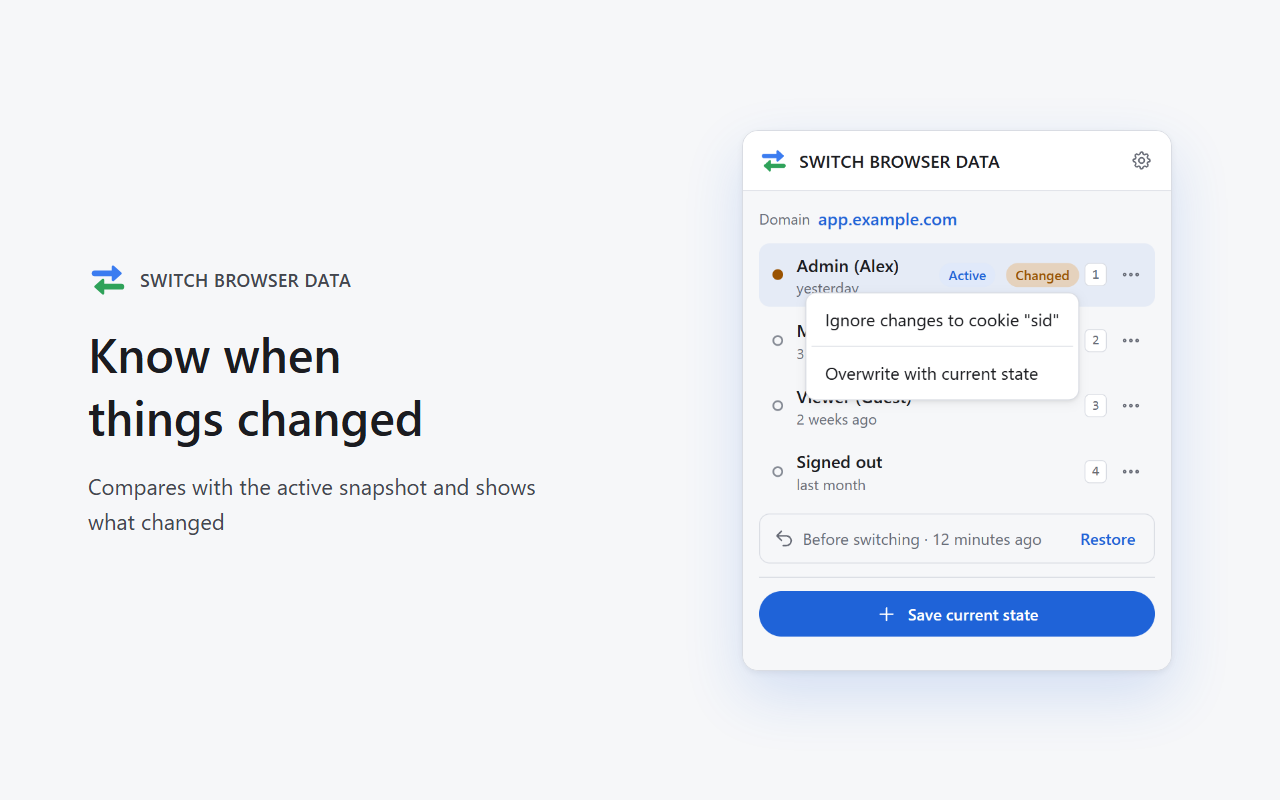 SWITCH BROWSER DATA
Know when
things changed
Compares with the active snapshot and shows
what changed
SWITCH BROWSER DATA
Domain app.example.com
Admin (Alex)
yesterday
Active
Changed
1
Ignore changes to cookie "sid"
Overwrite with current state
2
3
2 weeks ago
3
Signed out
last month
4
Before switching · 12 minutes ago
Restore
Save current state